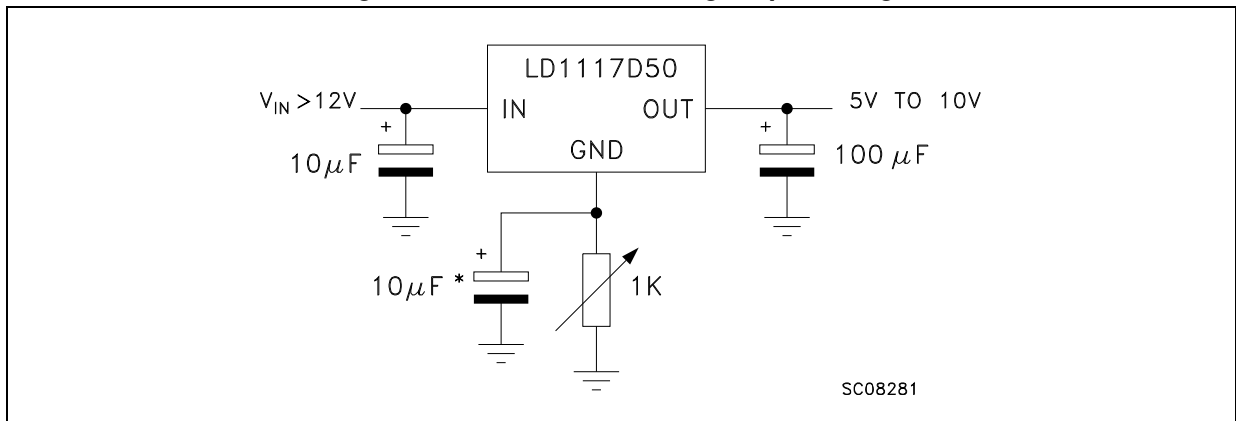 LD1117D50
V_IN >12V
IN
OUT
5V TO 10V
GND
+
10μF
+
100 μF
+
10μF *
1K
SC08281